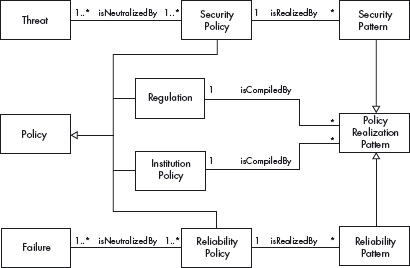 Threat
1..* isNeutralizedBy 1..*
Security
Policy
1 isRealizedBy *
Security
Pattern
Regulation
1 isCompiledBy *
Policy
Policy
Realization
Pattern
Institution
Policy
1 isCompiledBy *
Failure
1..* isNeutralizedBy 1..*
Reliability
Policy
1 isRealizedBy *
Reliability
Pattern